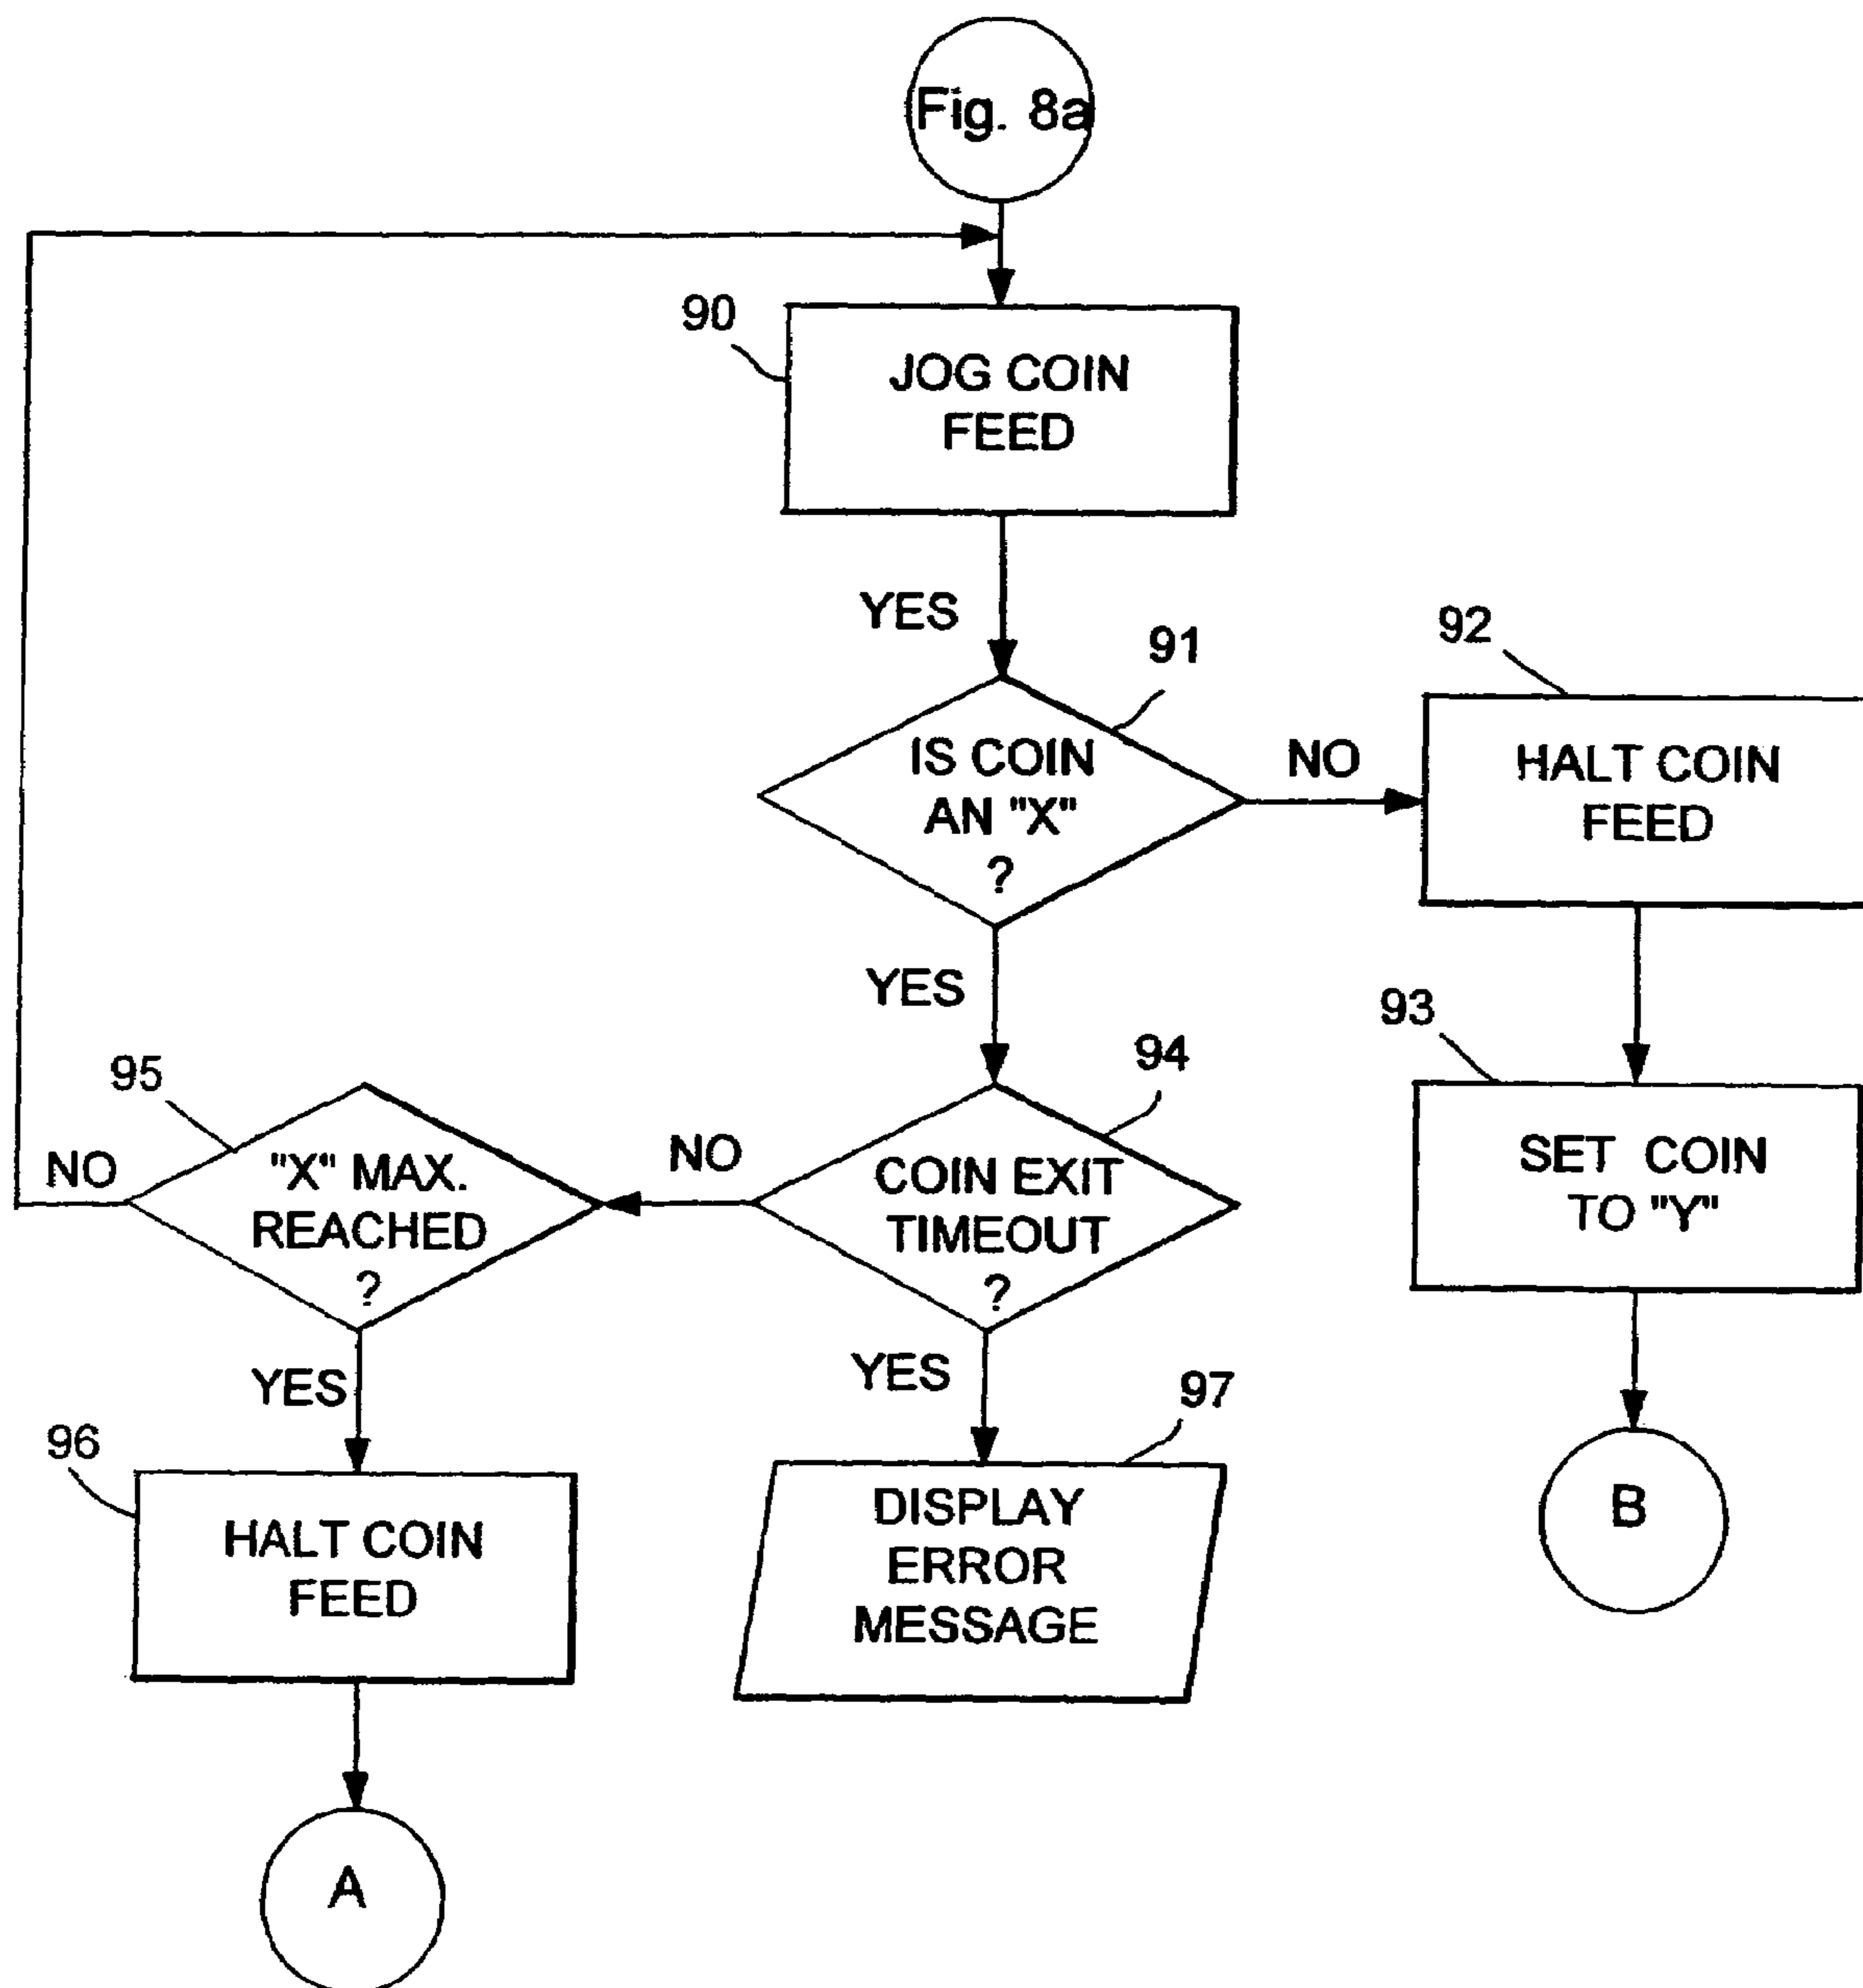 Fig. 8a
90
JOG COIN
FEED
YES
91
92
IS COIN
AN "X"
?
NO
HALT COIN
FEED
YES
93
94
95
SET COIN
TO "Y"
NO
"X" MAX.
REACHED
?
NO
COIN EXIT
TIMEOUT
?
YES
YES
97
96
HALT COIN
FEED
DISPLAY
ERROR
MESSAGE
B
A